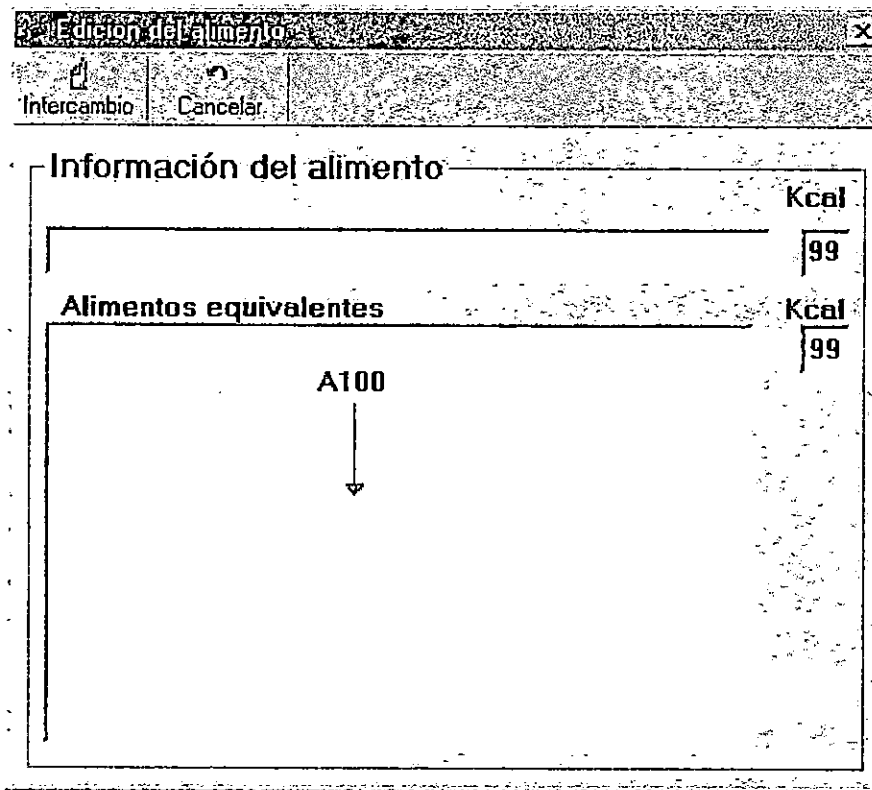 Edición del alimento
Intercambio Cancelar
Información del alimento
Kcal
99
Alimentos equivalentes Kcal
99
A100